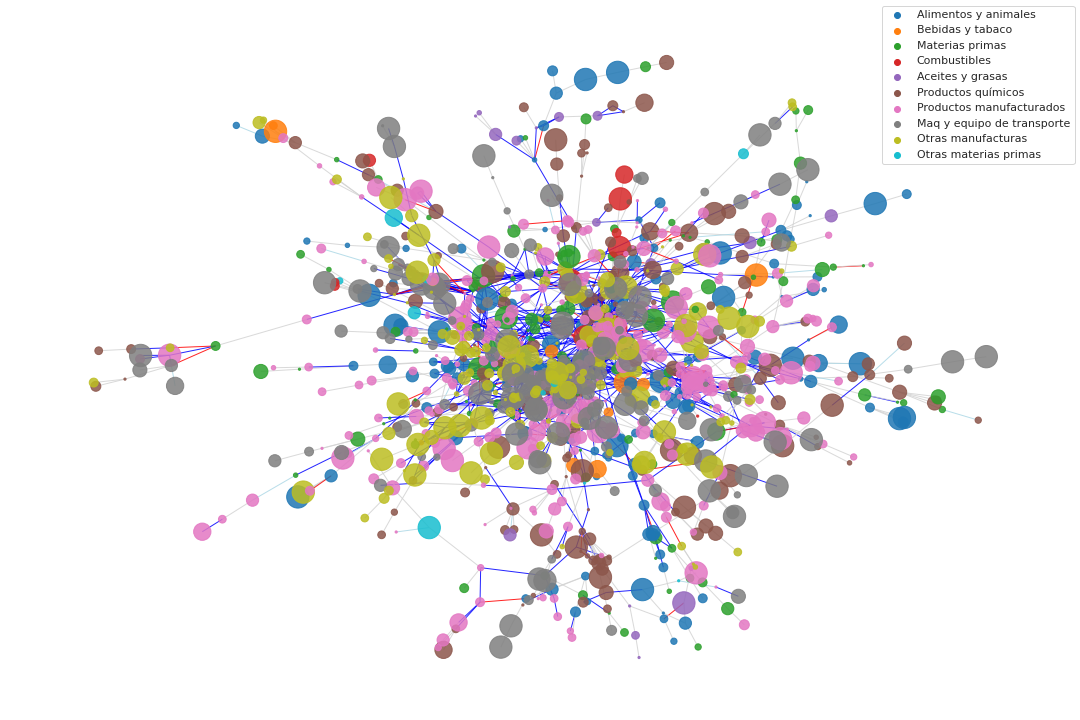 Alimentos y animales
Bebidas y tabaco
Materias primas
Combustibles
Aceites y grasas
Productos químicos
Productos manufacturados
Maq y equipo de transporte
Otras manufacturas
Otras materias primas